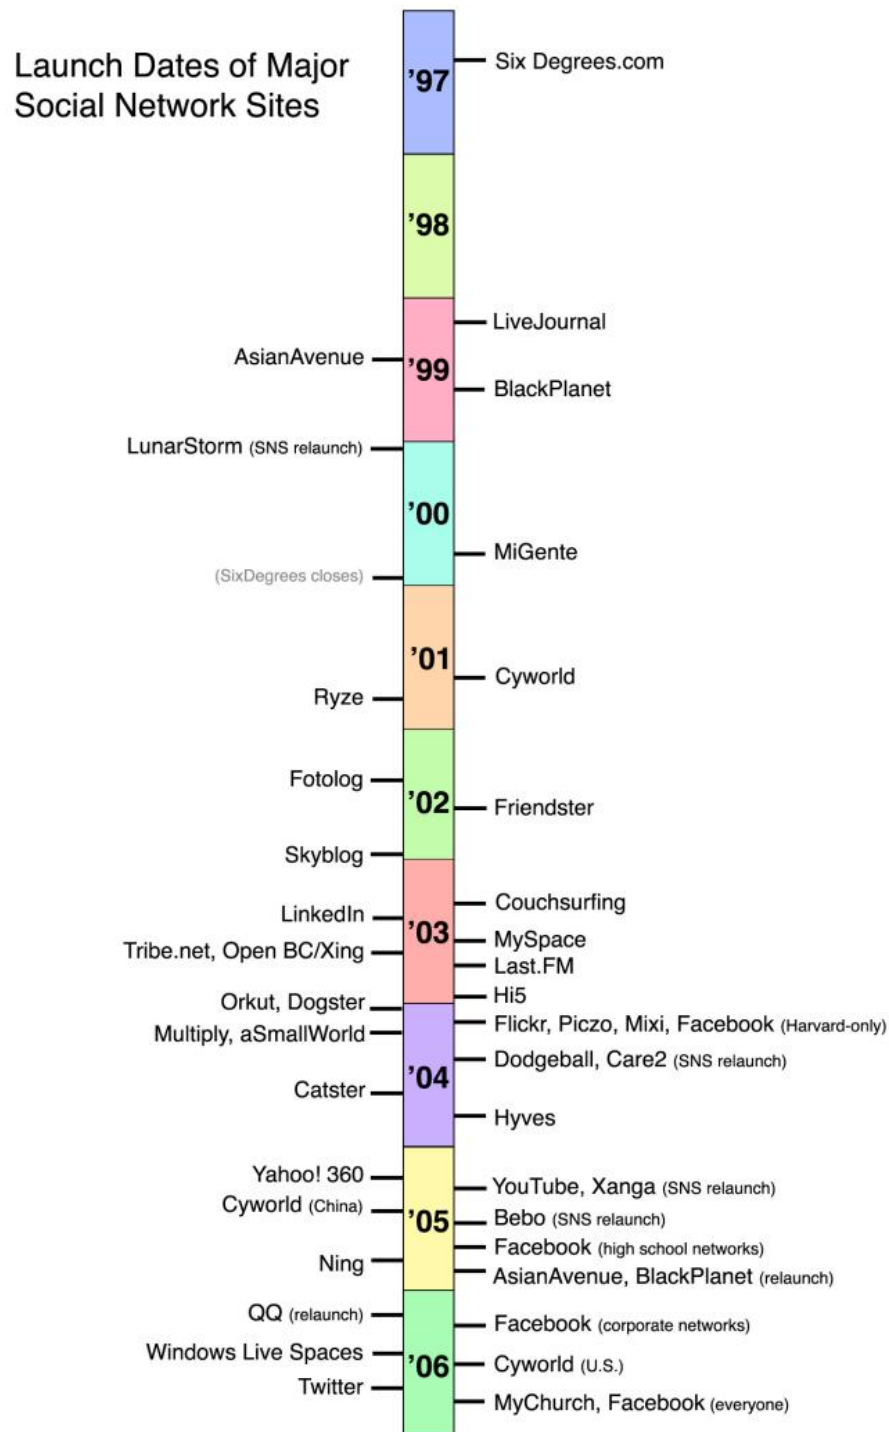 Launch Dates of Major
Social Network Sites
'97
Six Degrees.com
'98
'99
LiveJournal
AsianAvenue
BlackPlanet
LunarStorm (SNS relaunch)
'00
MiGente
(SixDegrees closes)
'01
Cyworld
Ryze
Fotolog
'02
Friendster
Skyblog
Couchsurfing
LinkedIn
'03
MySpace
Tribe.net, Open BC/Xing
Last.FM
Hi5
Orkut, Dogster
Flickr, Piczo, Mixi, Facebook (Harvard-only)
Multiply, aSmallWorld
Dodgeball, Care2 (SNS relaunch)
'04
Catster
Hyves
Yahoo! 360
YouTube, Xanga (SNS relaunch)
Cyworld (China)
'05
Bebo (SNS relaunch)
Facebook (high school networks)
Ning
AsianAvenue, BlackPlanet (relaunch)
QQ (relaunch)
Facebook (corporate networks)
Windows Live Spaces
'06
Cyworld (U.S.)
Twitter
MyChurch, Facebook (everyone)